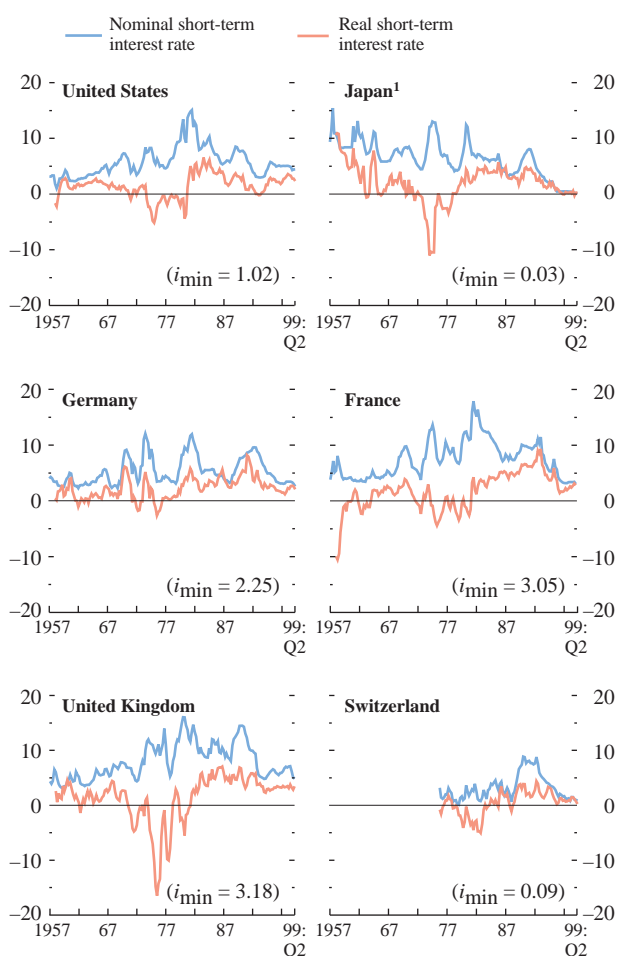 Nominal short-term
interest rate
Real short-term
interest rate
United States
20
10
0
–10
–20
(imin = 1.02)
1957 67 77 87 99:
Q2
Japan¹
20
10
0
–10
–20
(imin = 0.03)
1957 67 77 87 99:
Q2
Germany
20
10
0
–10
–20
(imin = 2.25)
1957 67 77 87 99:
Q2
France
20
10
0
–10
–20
(imin = 3.05)
1957 67 77 87 99:
Q2
United Kingdom
20
10
0
–10
–20
(imin = 3.18)
1957 67 77 87 99:
Q2
Switzerland
20
10
0
–10
–20
(imin = 0.09)
1957 67 77 87 99:
Q2